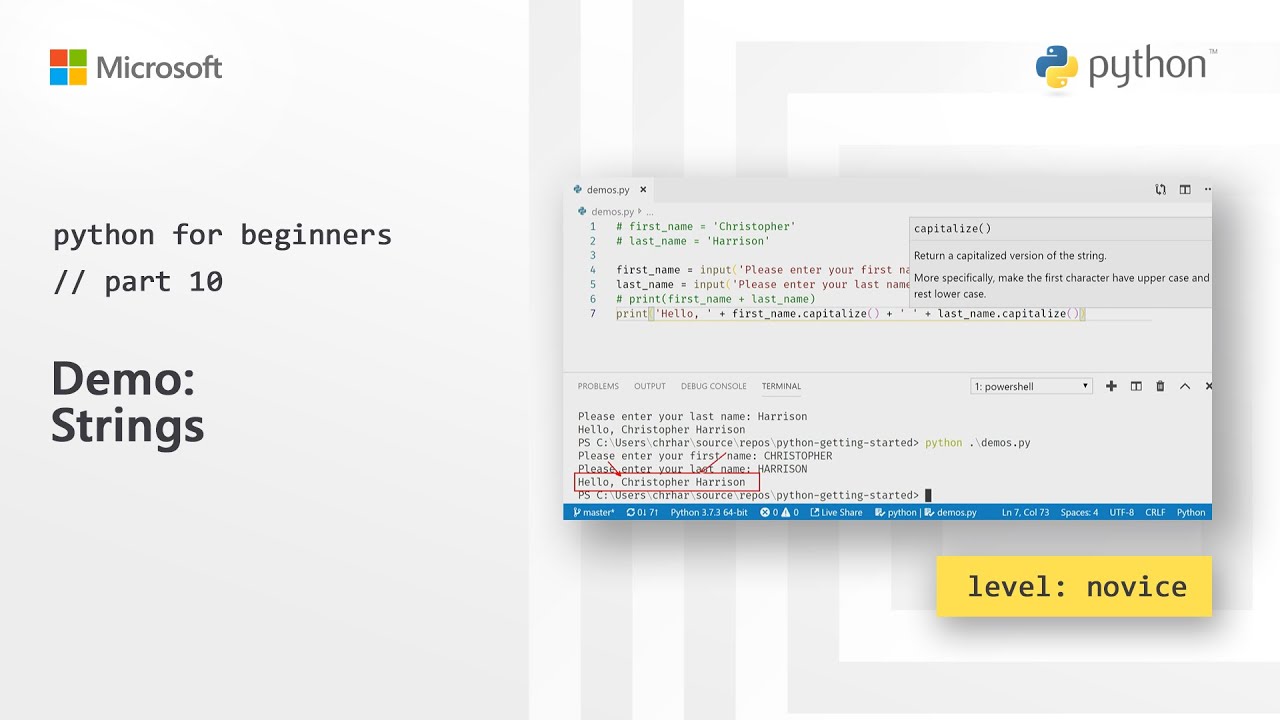 Microsoft
python™
python for beginners
// part 10
Demo:
Strings
demos.py ×
demos.py › ...
1 # first_name = 'Christopher'
2 # last_name = 'Harrison'
3
4 first_name = input('Please enter your first na
5 last_name = input('Please enter your last name
6 # print(first_name + last_name)
7 print('Hello, ' + first_name.capitalize() + ' ' + last_name.capitalize())
capitalize()
Return a capitalized version of the string.
More specifically, make the first character have upper case and
rest lower case.
PROBLEMS OUTPUT DEBUG CONSOLE TERMINAL 1: powershell
Please enter your last name: Harrison
Hello, Christopher Harrison
PS C:\Users\chrhar\source\repos\python-getting-started> python .\demos.py
Please enter your first name: CHRISTOPHER
Please enter your last name: HARRISON
Hello, Christopher Harrison
PS C:\Users\chrhar\source\repos\python-getting-started>
master* 0↓ 7↑ Python 3.7.3 64-bit 0 0 Live Share python | demos.py Ln 7, Col 73 Spaces: 4 UTF-8 CRLF Python
level: novice